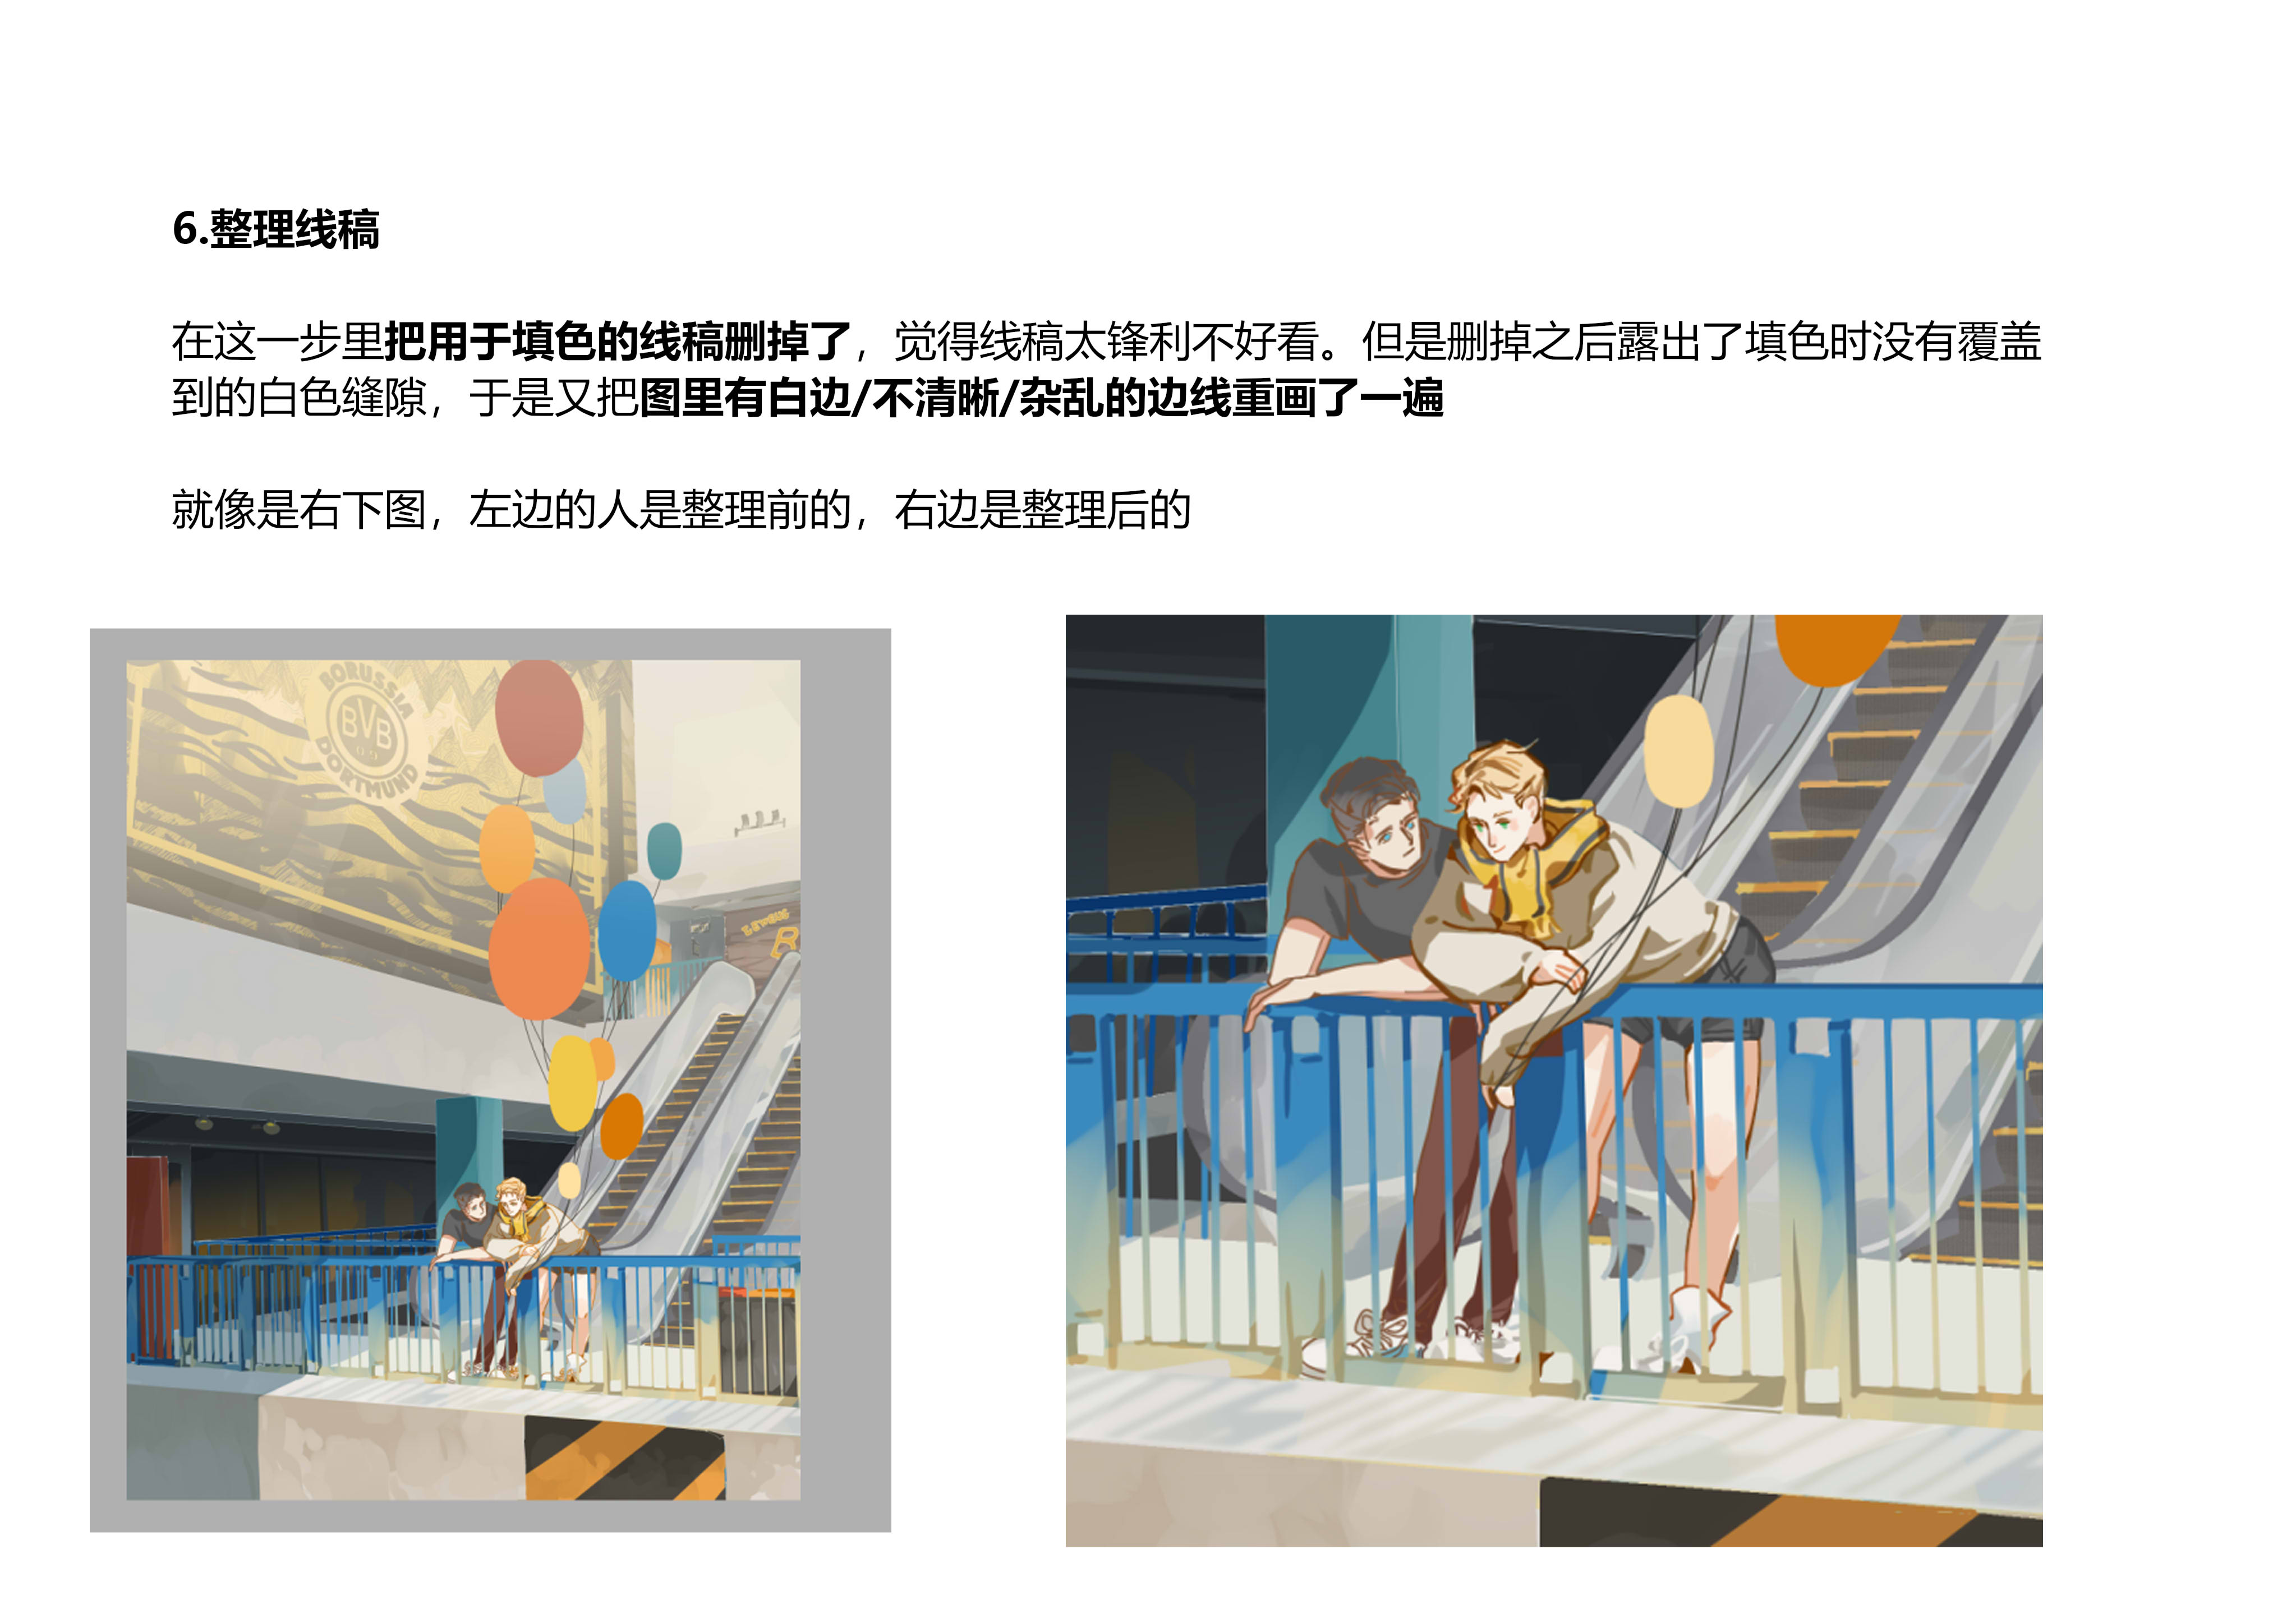 6.整理线稿
在这一步里把用于填色的线稿删掉了，觉得线稿太锋利不好看。但是删掉之后露出了填色时没有覆盖
到的白色缝隙，于是又把图里有白边/不清晰/杂乱的边线重画了一遍
就像是右下图，左边的人是整理前的，右边是整理后的
BORUSSIA
BVB
09
DORTMUND